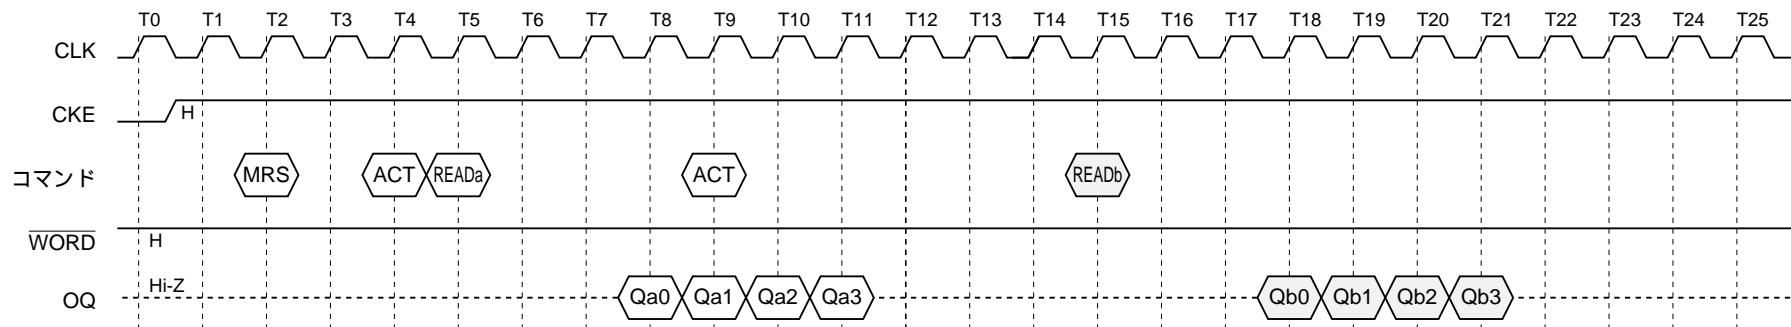 T0 T1 T2 T3 T4 T5 T6 T7 T8 T9 T10 T11 T12 T13 T14 T15 T16 T17 T18 T19 T20 T21 T22 T23 T24 T25
CLK
CKE H
コマンド MRS ACT READa ACT READb
WORD H
OQ Hi-Z Qa0 Qa1 Qa2 Qa3 Qb0 Qb1 Qb2 Qb3